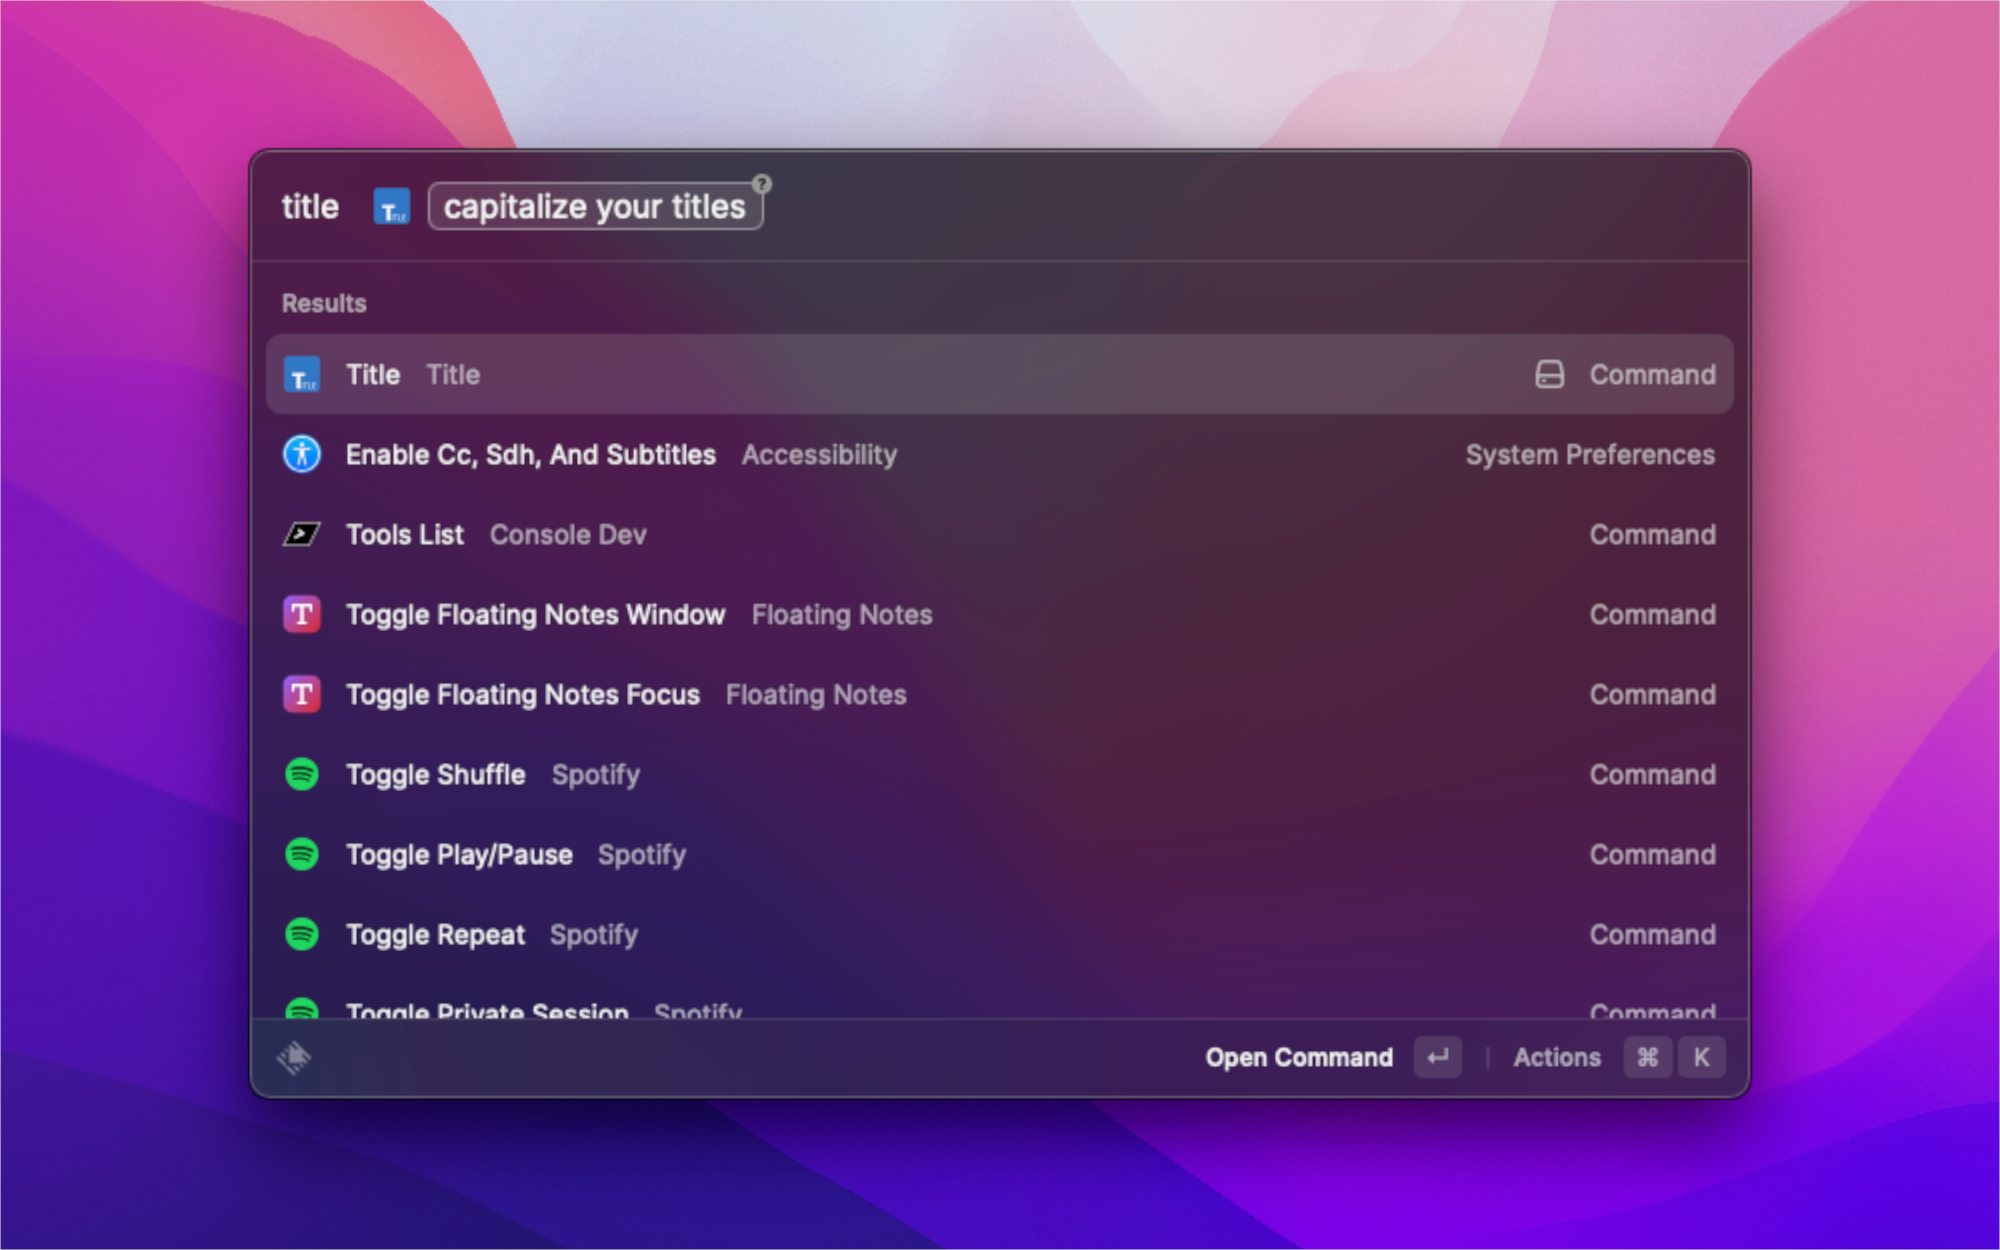 title capitalize your titles ?
Results
Title Title Command
Enable Cc, Sdh, And Subtitles Accessibility System Preferences
Tools List Console Dev Command
Toggle Floating Notes Window Floating Notes Command
Toggle Floating Notes Focus Floating Notes Command
Toggle Shuffle Spotify Command
Toggle Play/Pause Spotify Command
Toggle Repeat Spotify Command
Toggle Private Session Spotify Command
Open Command ↵ Actions ⌘ K